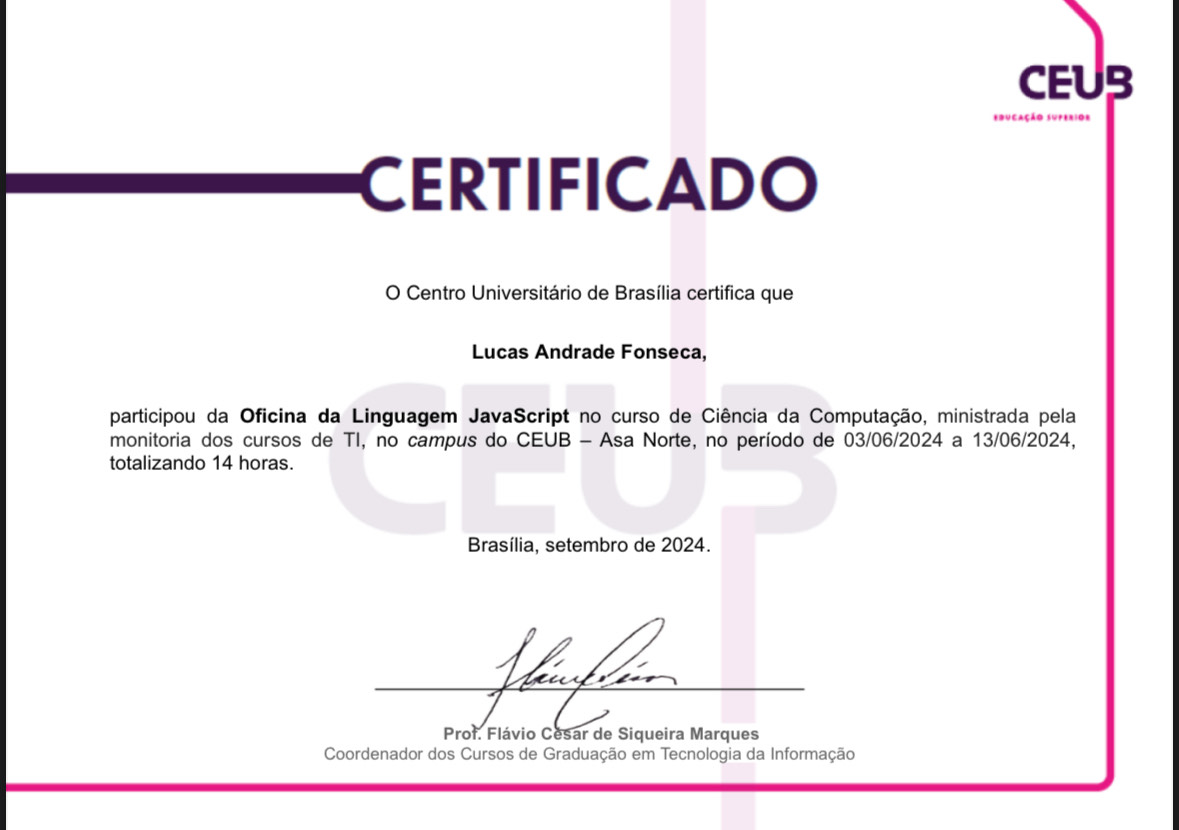 CEUB
EDUCAÇÃO SUPERIOR
CERTIFICADO
O Centro Universitário de Brasília certifica que
Lucas Andrade Fonseca,
participou da Oficina da Linguagem JavaScript no curso de Ciência da Computação, ministrada pela
monitoria dos cursos de TI, no campus do CEUB – Asa Norte, no período de 03/06/2024 a 13/06/2024,
totalizando 14 horas.
CEUB
Brasília, setembro de 2024.
Prof. Flávio César de Siqueira Marques
Coordenador dos Cursos de Graduação em Tecnologia da Informação